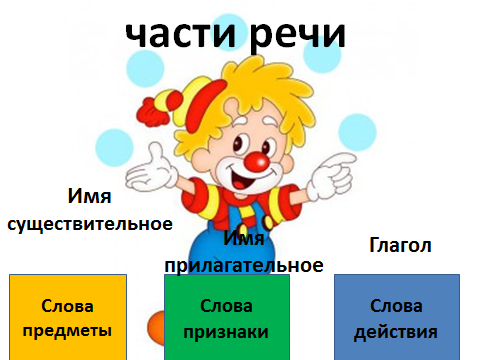 части речи
Имя
существительное
Имя
прилагательное
Глагол
Слова
предметы
Слова
признаки
Слова
действия